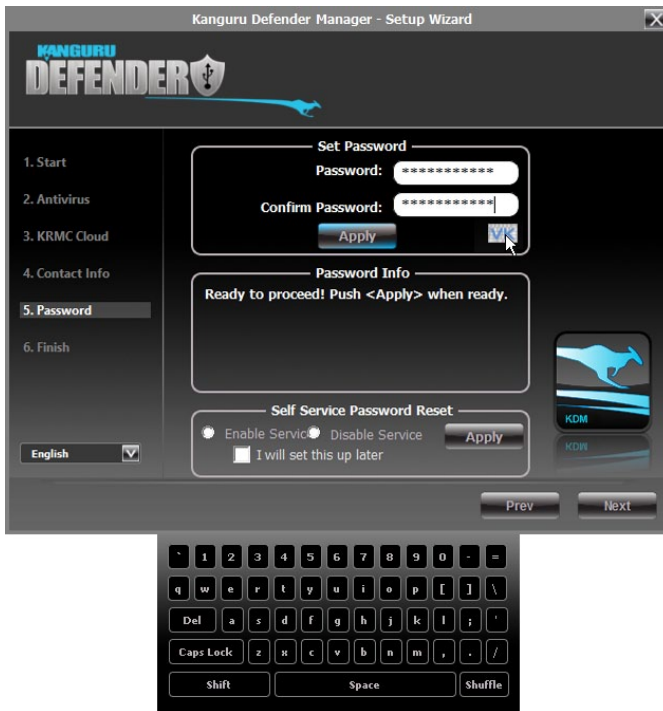 Kanguru Defender Manager - Setup Wizard
X
KANGURU
DEFENDER
1. Start
2. Antivirus
3. KRMC Cloud
4. Contact Info
5. Password
6. Finish
English
Set Password
Password: ***********
Confirm Password: ***********
Apply VK
Password Info
Ready to proceed! Push <Apply> when ready.
Self Service Password Reset
Enable Servic Disable Service Apply
I will set this up later
KDM
KDM
Prev Next
` 1 2 3 4 5 6 7 8 9 0 - =
q w e r t y u i o p [ ] \
Del a s d f g h j k l ; '
Caps Lock z x c v b n m , . /
Shift Space Shuffle